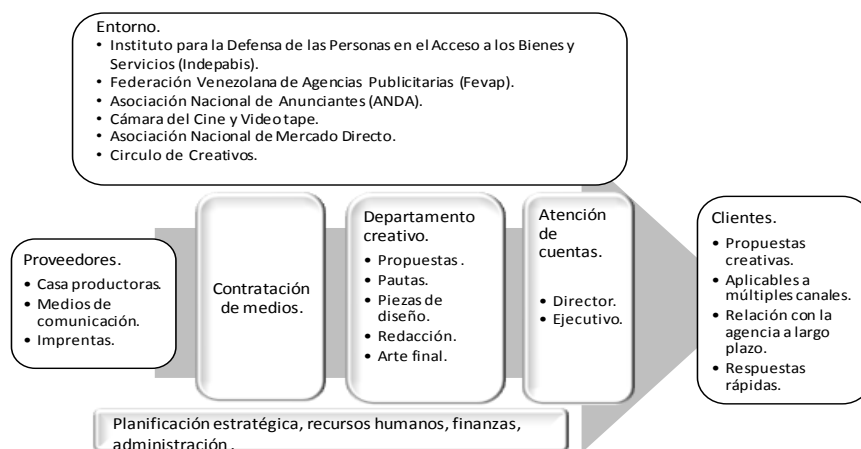 Entorno.
• Instituto para la Defensa de las Personas en el Acceso a los Bienes y
Servicios (Indepabis).
• Federación Venezolana de Agencias Publicitarias (Fevap).
• Asociación Nacional de Anunciantes (ANDA).
• Cámara del Cine y Video tape.
• Asociación Nacional de Mercado Directo.
• Circulo de Creativos.
Proveedores.
• Casa productoras.
• Medios de
comunicación.
• Imprentas.
Contratación
de medios.
Departamento
creativo.
• Propuestas .
• Pautas.
• Piezas de
diseño.
• Redacción.
• Arte final.
Atención
de
cuentas.
• Director.
• Ejecutivo.
Clientes.
• Propuestas
creativas.
• Aplicables a
múltiples canales.
• Relación con la
agencia a largo
plazo.
• Respuestas
rápidas.
Planificación estratégica, recursos humanos, finanzas,
administración .